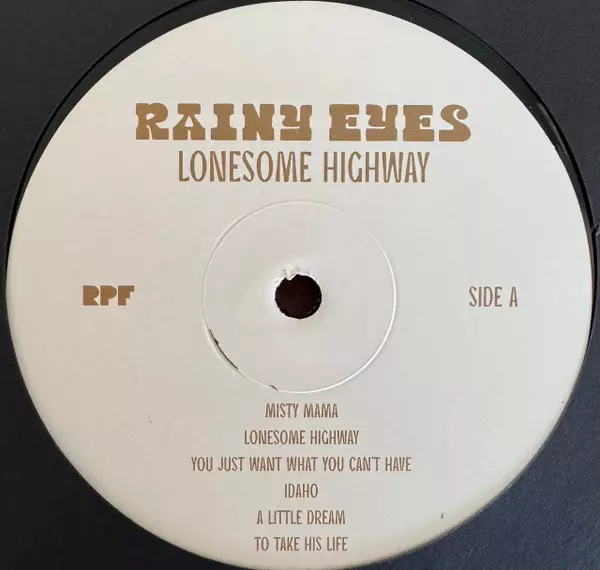 RAINY EYES
LONESOME HIGHWAY
RPF
SIDE A
MISTY MAMA
LONESOME HIGHWAY
YOU JUST WANT WHAT YOU CAN'T HAVE
IDAHO
A LITTLE DREAM
TO TAKE HIS LIFE